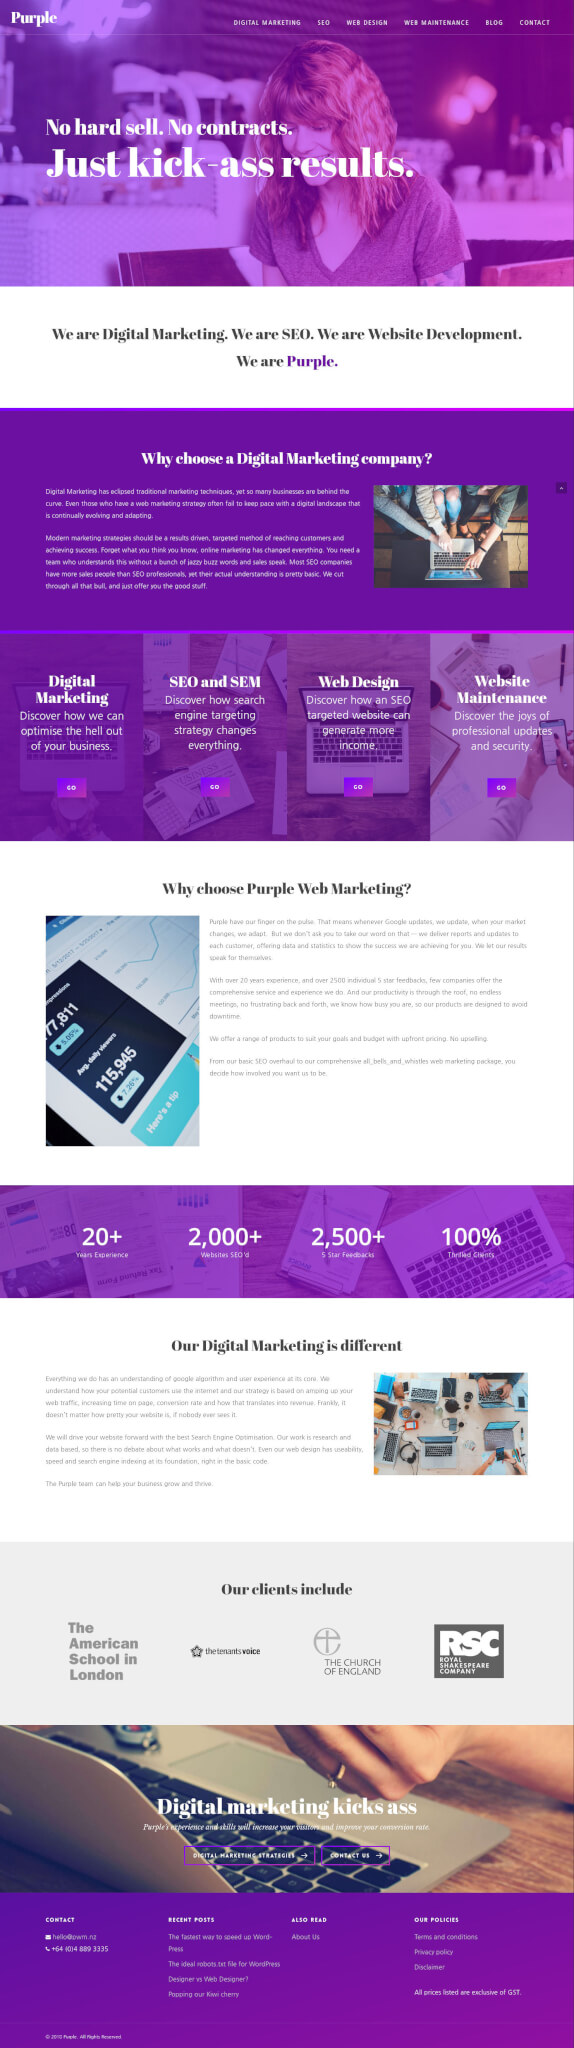 Purple
DIGITAL MARKETING
SEO
WEB DESIGN
WEB MAINTENANCE
BLOG
CONTACT
No hard sell. No contracts.
Just kick-ass results.
We are Digital Marketing. We are SEO. We are Website Development.
We are Purple.
Why choose a Digital Marketing company?
Digital Marketing has eclipsed traditional marketing techniques, yet so many businesses are behind the
curve. Even those who have a web marketing strategy often fail to keep pace with a digital landscape that
is continually evolving and adapting.
Modern marketing strategies should be a results driven, targeted method of reaching customers and
achieving success. Forget what you think you know, online marketing has changed everything. You need a
team who understands this without a bunch of jazzy buzz words and sales speak. Most SEO companies
have more sales people than SEO professionals, yet their actual understanding is pretty basic. We cut
through all that bull, and just offer you the good stuff.
Digital
Marketing
Discover how we can
optimise the hell out
of your business.
GO
SEO and SEM
Discover how search
engine targeting
strategy changes
everything.
GO
Web Design
Discover how an SEO
targeted website can
generate more
income.
GO
Website
Maintenance
Discover the joys of
professional updates
and security.
GO
Why choose Purple Web Marketing?
77,811
Avg. daily viewers
115,945
7.26%
Here's a tip
Purple have our finger on the pulse. That means whenever Google updates, we update, when your market
changes, we adapt. But we don't ask you to take our word on that — we deliver reports and updates to
each customer, offering data and statistics to show the success we are achieving for you. We let our results
speak for themselves.
With over 20 years experience, and over 2500 individual 5 star feedbacks, few companies offer the
comprehensive service and experience we do. And our productivity is through the roof, no endless
meetings, no frustrating back and forth, we know how busy you are, so our products are designed to avoid
downtime.
We offer a range of products to suit your goals and budget with upfront pricing. No upselling.
From our basic SEO overhaul to our comprehensive all_bells_and_whistles web marketing package, you
decide how involved you want us to be.
20+
Years Experience
2,000+
Websites SEO'd
2,500+
5 Star Feedbacks
100%
Thrilled Clients
Our Digital Marketing is different
Everything we do has an understanding of google algorithm and user experience at its core. We
understand how your potential customers use the internet and our strategy is based on amping up your
web traffic, increasing time on page, conversion rate and how that translates into revenue. Frankly, it
doesn't matter how pretty your website is, if nobody ever sees it.
We will drive your website forward with the best Search Engine Optimisation. Our work is research and
data based, so there is no debate about what works and what doesn't. Even our web design has useability,
speed and search engine indexing at its foundation, right in the basic code.
The Purple team can help your business grow and thrive.
Our clients include
The
American
School in
London
thetenantsvoice
THE CHURCH
OF ENGLAND
RSC
ROYAL
SHAKESPEARE
COMPANY
Digital marketing kicks ass
Purple's experience and skills will increase your visitors and improve your conversion rate.
DIGITAL MARKETING STRATEGIES
CONTACT US
CONTACT
hello@pwm.nz
+64 (0)4 889 3335
RECENT POSTS
The fastest way to speed up Word-
Press
The ideal robots.txt file for WordPress
Designer vs Web Designer?
Popping our Kiwi cherry
ALSO READ
About Us
OUR POLICIES
Terms and conditions
Privacy policy
Disclaimer
All prices listed are exclusive of GST.
© 2019 Purple. All Rights Reserved.